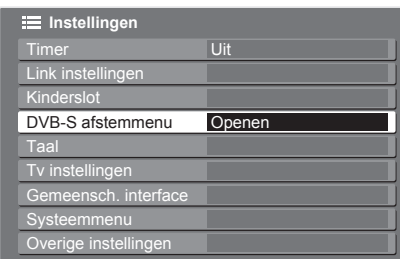 Instellingen
Timer Uit
Link instellingen
Kinderslot
DVB-S afstemmenu Openen
Taal
Tv instellingen
Gemeensch. interface
Systeemmenu
Overige instellingen